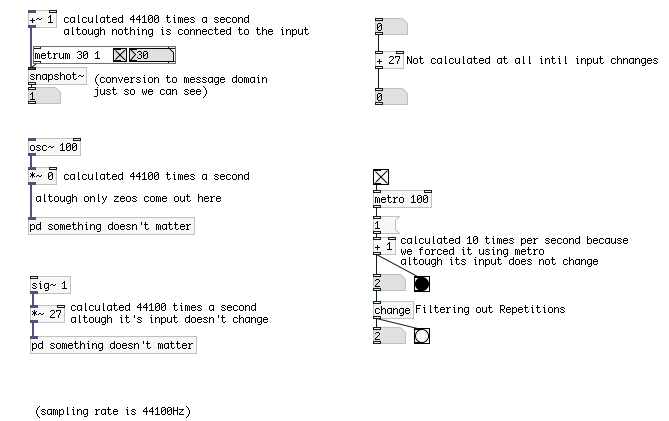 +~ 1
calculated 44100 times a second
altough nothing is connected to the input
metrum 30 1
30
snapshot~
(conversion to message domain
just so we can see)
1
osc~ 100
*~ 0
calculated 44100 times a second
altough only zeos come out here
pd something doesn't matter
sig~ 1
*~ 27
calculated 44100 times a second
altough it's input doesn't change
pd something doesn't matter
(sampling rate is 44100Hz)
0
+ 27
Not calculated at all intil input chnanges
0
metro 100
1
+ 1
calculated 10 times per second because
we forced it using metro
altough its input does not change
2
change
Filtering out Repetitions
2